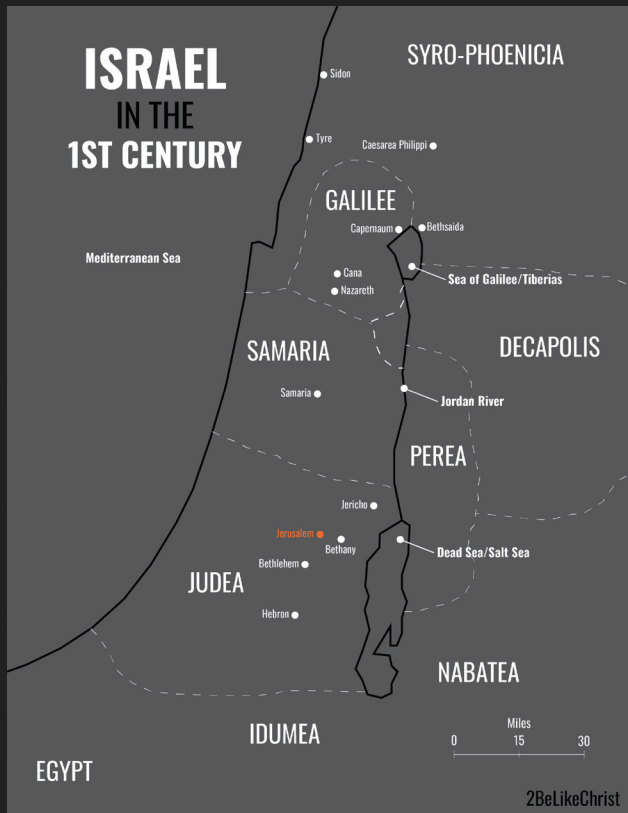 ISRAEL
IN THE
1ST CENTURY
SYRO-PHOENICIA
Sidon
Tyre
Caesarea Philippi
GALILEE
Capernaum
Bethsaida
Mediterranean Sea
Cana
Sea of Galilee/Tiberias
Nazareth
SAMARIA
DECAPOLIS
Samaria
Jordan River
PEREA
Jericho
Jerusalem
Bethany
Dead Sea/Salt Sea
Bethlehem
JUDEA
Hebron
NABATEA
IDUMEA
Miles
0 15 30
EGYPT
2BeLikeChrist